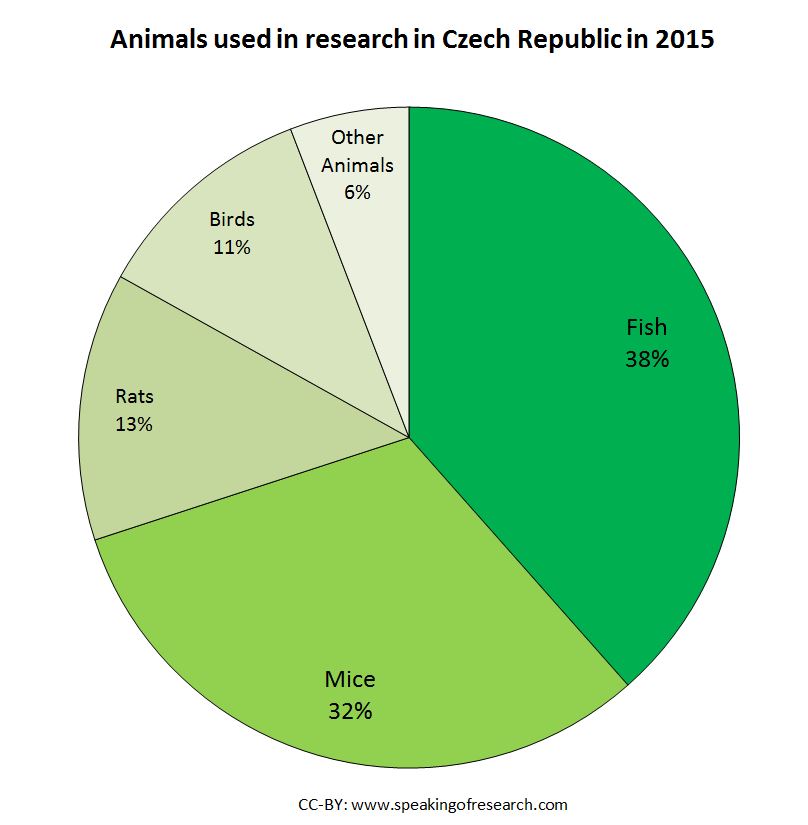 Animals used in research in Czech Republic in 2015
Other
Animals
6%
Birds
11%
Fish
38%
Rats
13%
Mice
32%
CC-BY: www.speakingofresearch.com